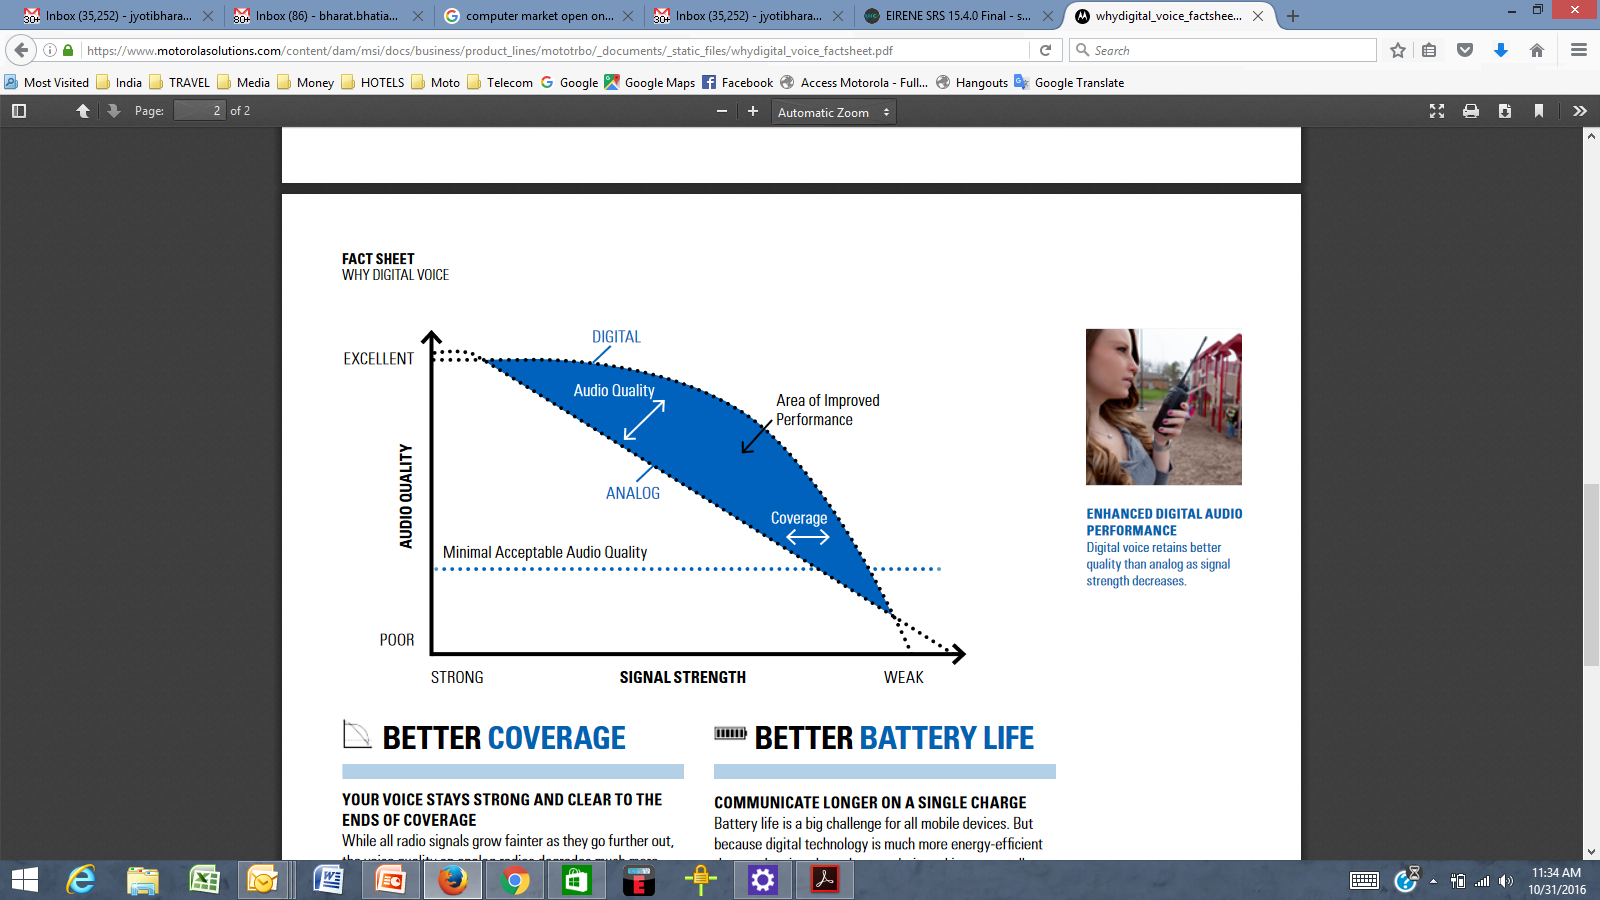 Inbox (35,252) - jyotibhara...
Inbox (86) - bharat.bhatia...
computer market open on...
Inbox (35,252) - jyotibhara...
EIRENE SRS 15.4.0 Final - s...
whydigital_voice_factshee...
https://www.motorolasolutions.com/content/dam/msi/docs/business/product_lines/mototrbo/_documents/_static_files/whydigital_voice_factsheet.pdf
Search
Most Visited
India
TRAVEL
Media
Money
HOTELS
Moto
Telecom
Google
Google Maps
Facebook
Access Motorola - Full...
Hangouts
Google Translate
Page: 2 of 2
Automatic Zoom
FACT SHEET
WHY DIGITAL VOICE
DIGITAL
EXCELLENT
Audio Quality
Area of Improved
Performance
ANALOG
AUDIO QUALITY
Coverage
Minimal Acceptable Audio Quality
POOR
STRONG
SIGNAL STRENGTH
WEAK
ENHANCED DIGITAL AUDIO
PERFORMANCE
Digital voice retains better
quality than analog as signal
strength decreases.
BETTER COVERAGE
YOUR VOICE STAYS STRONG AND CLEAR TO THE
ENDS OF COVERAGE
While all radio signals grow fainter as they go further out,
BETTER BATTERY LIFE
COMMUNICATE LONGER ON A SINGLE CHARGE
Battery life is a big challenge for all mobile devices. But
because digital technology is much more energy-efficient
11:34 AM
10/31/2016